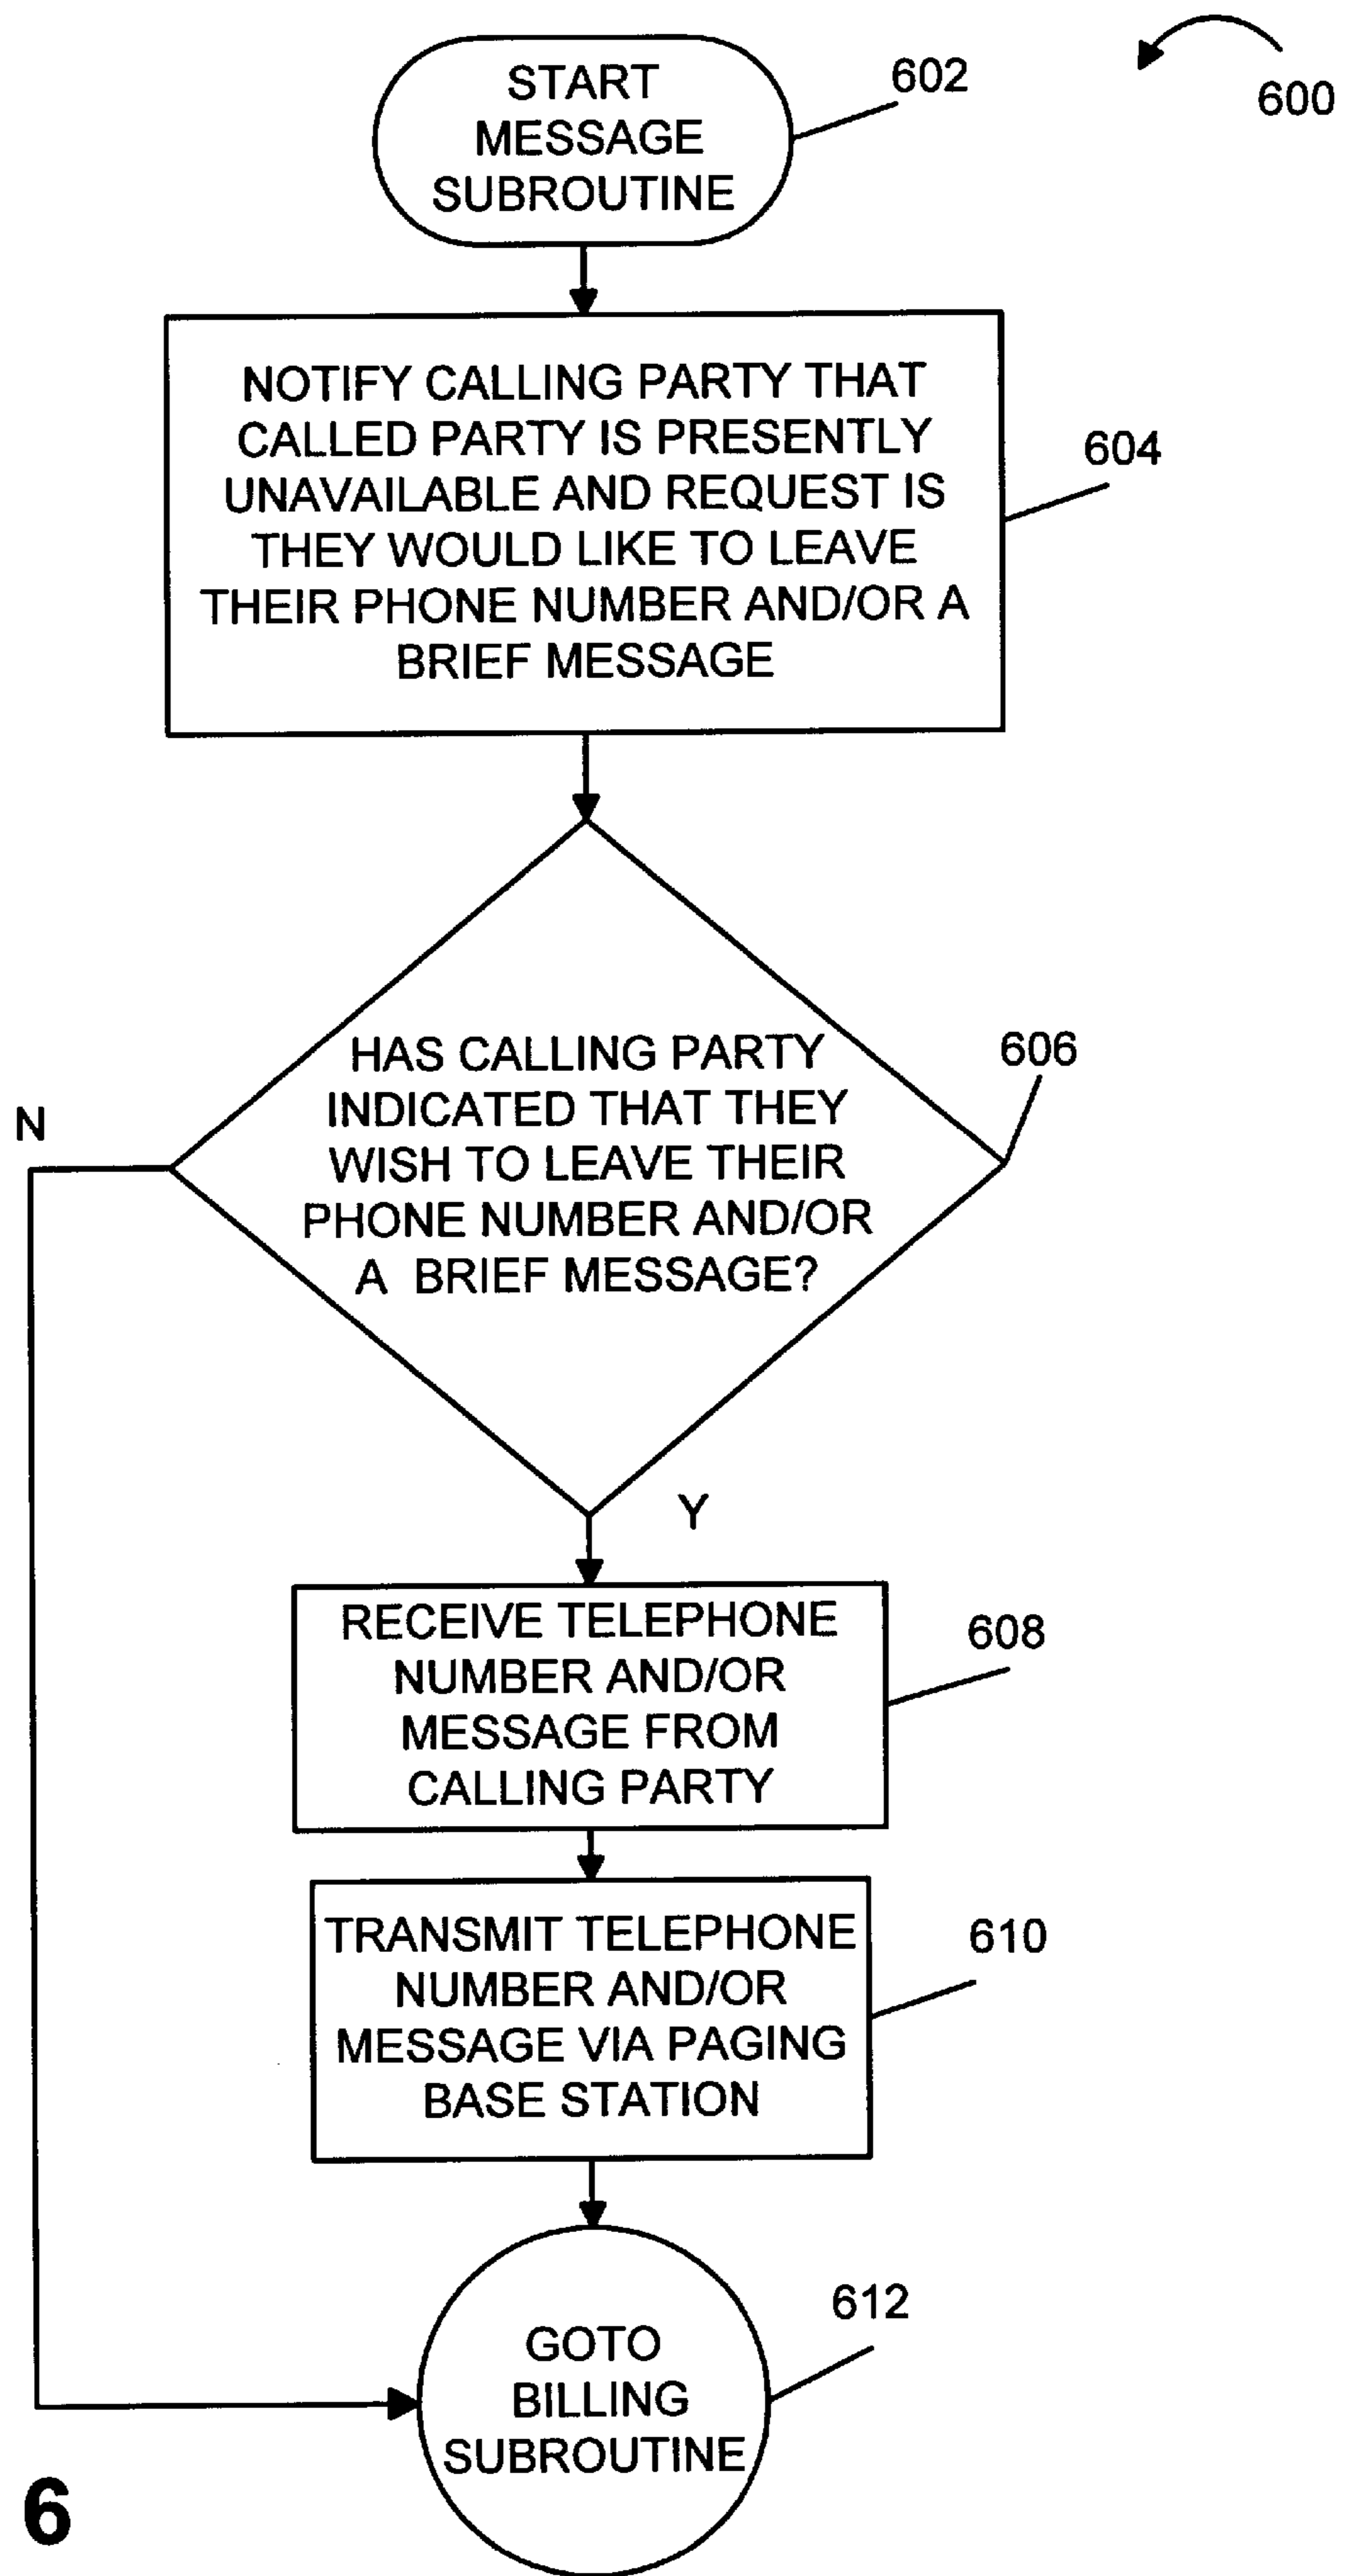 600
START
MESSAGE
SUBROUTINE
602
NOTIFY CALLING PARTY THAT
CALLED PARTY IS PRESENTLY
UNAVAILABLE AND REQUEST IS
THEY WOULD LIKE TO LEAVE
THEIR PHONE NUMBER AND/OR A
BRIEF MESSAGE
604
HAS CALLING PARTY
INDICATED THAT THEY
WISH TO LEAVE THEIR
PHONE NUMBER AND/OR
A BRIEF MESSAGE?
606
N
Y
RECEIVE TELEPHONE
NUMBER AND/OR
MESSAGE FROM
CALLING PARTY
608
TRANSMIT TELEPHONE
NUMBER AND/OR
MESSAGE VIA PAGING
BASE STATION
610
GOTO
BILLING
SUBROUTINE
612
6